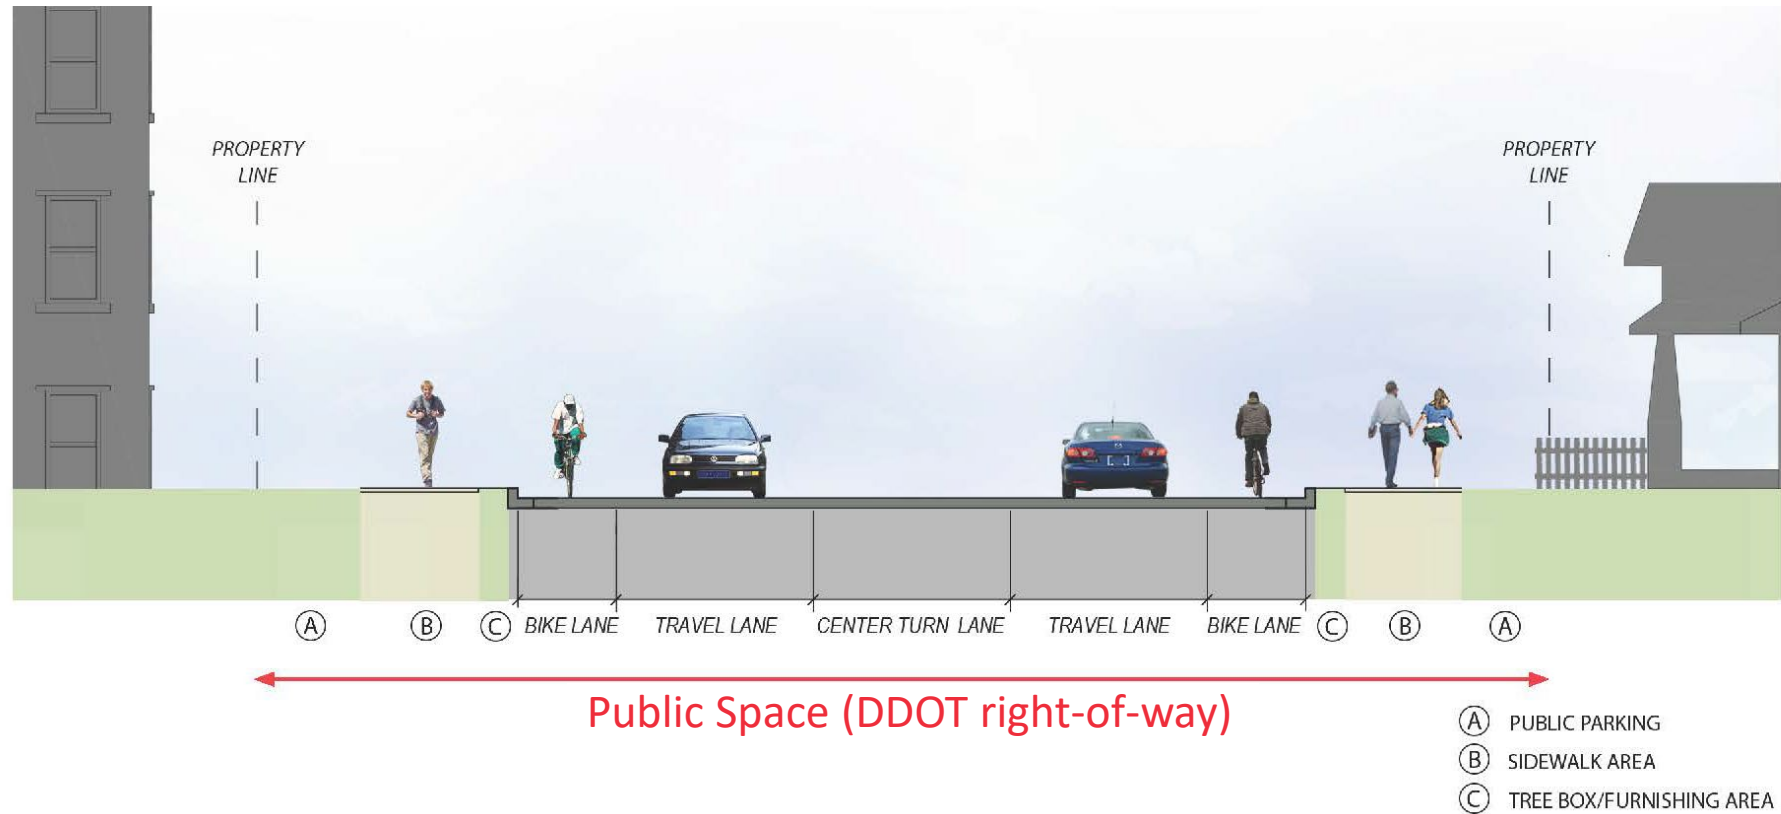 PROPERTY
LINE
PROPERTY
LINE
A
B
C
BIKE LANE
TRAVEL LANE
CENTER TURN LANE
TRAVEL LANE
BIKE LANE
C
B
A
Public Space (DDOT right-of-way)
A PUBLIC PARKING
B SIDEWALK AREA
C TREE BOX/FURNISHING AREA